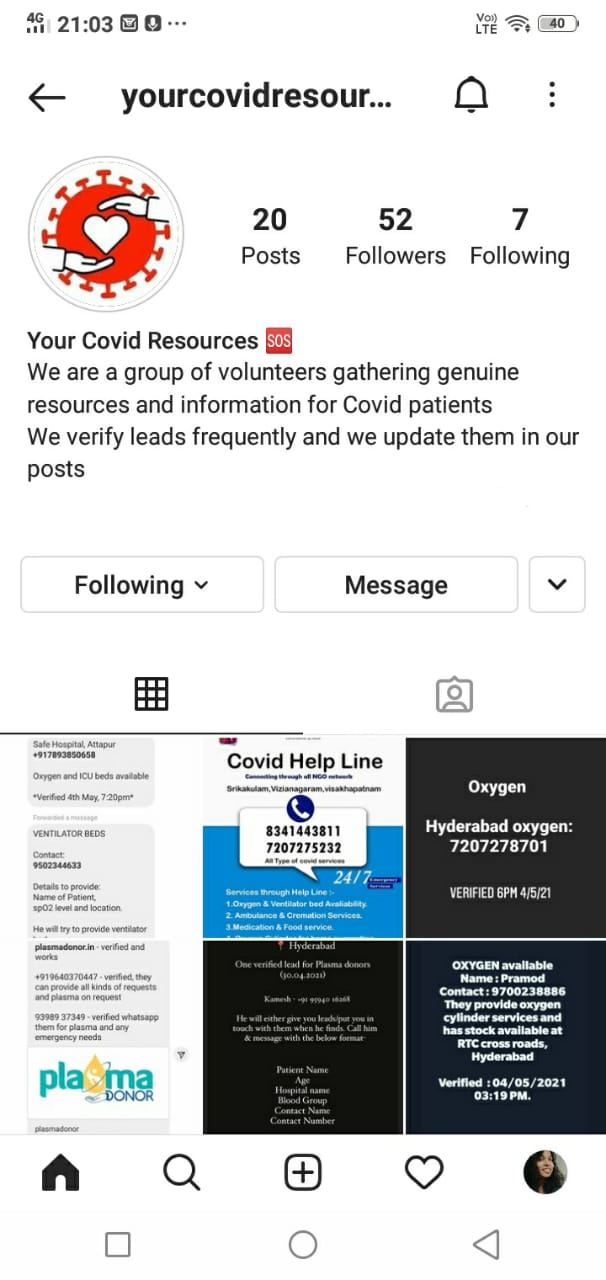 4G 21:03 ... Vo)) LTE 40
yourcovidresour...
20 52 7
Posts Followers Following
Your Covid Resources SOS
We are a group of volunteers gathering genuine
resources and information for Covid patients
We verify leads frequently and we update them in our
posts
Following Message
Safe Hospital, Attapur
+917893850658
Oxygen and ICU beds available
*Verified 4th May, 7:20pm*
Forwarded a message
VENTILATOR BEDS
Contact:
9502344633
Details to provide:
Name of Patient,
spO2 level and location.
He will try to provide ventilator
Covid Help Line
Connecting through all NGO network
Srikakulam,Vizianagaram,visakhapatnam
8341443811
7207275232
All Type of covid services
24/7 Emergency
Services
Services through Help Line :-
1.Oxygen & Ventilator bed Avaliability.
2. Ambulance & Cremation Services.
3.Medication & Food service.
Oxygen
Hyderabad oxygen:
7207278701
VERIFIED 6PM 4/5/21
plasmadonor.in - verified and
works
+919640370447 - verified, they
can provide all kinds of requests
and plasma on request
93989 37349 - verified whatsapp
them for plasma and any
emergency needs
plasma
DONOR
plasmadonor
Hyderabad
One verified lead for Plasma donors
(30.04.2021)
Kamesh - +91 95940 16268
He will either give you leads/put you in
touch with them when he finds. Call him
& message with the below format-
Patient Name
Age
Hospital name
Blood Group
Contact Name
Contact Number
OXYGEN available
Name : Pramod
Contact : 9700238886
They provide oxygen
cylinder services and
has stock available at
RTC cross roads,
Hyderabad
Verified : 04/05/2021
03:19 PM.